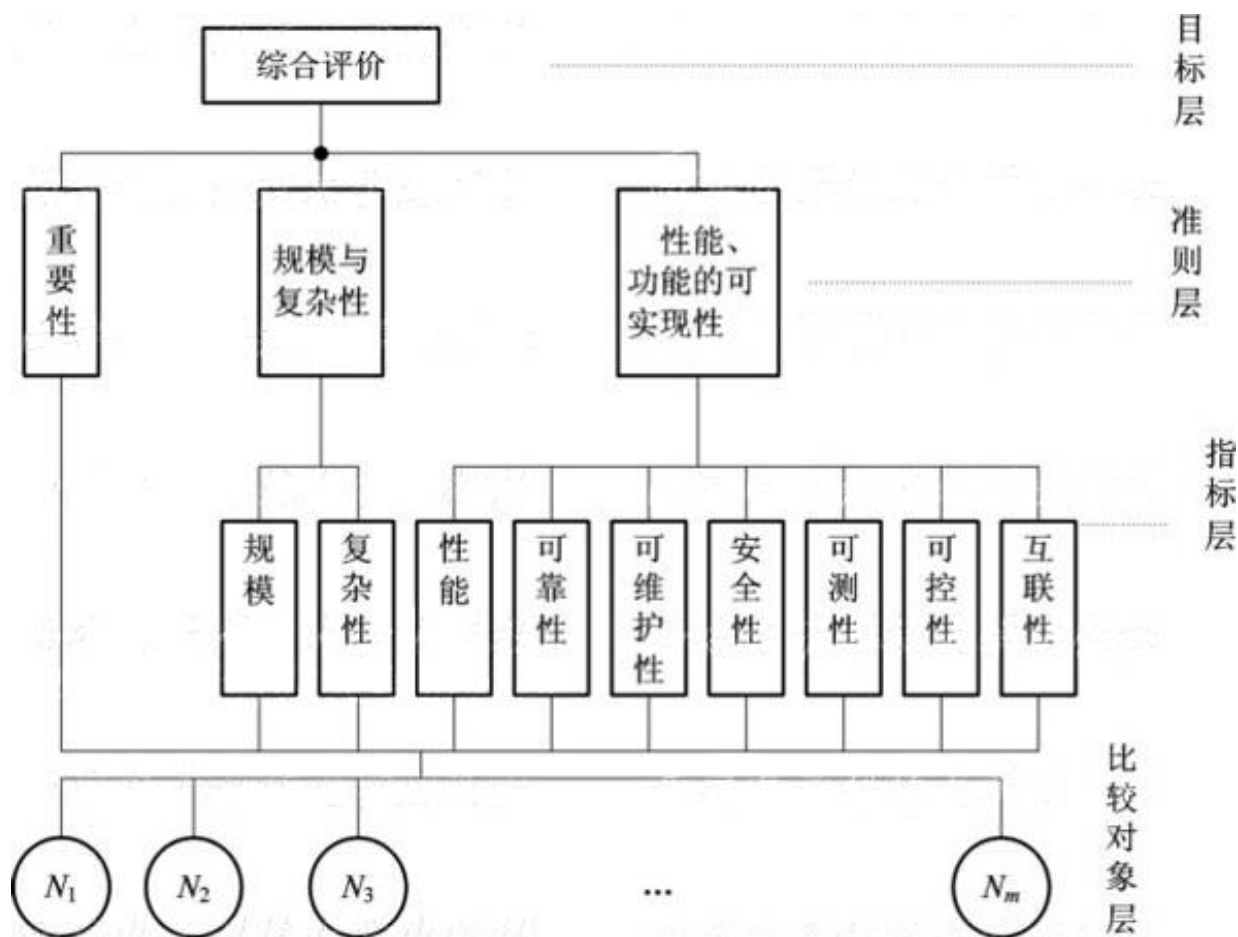 综合评价
目标层
重要性
规模与
复杂性
性能、
功能的可
实现性
准则层
规模
复杂性
性能
可靠性
可维护性
安全性
可测性
可控性
互联性
指标层
N1
N2
N3
...
Nm
比较对象层